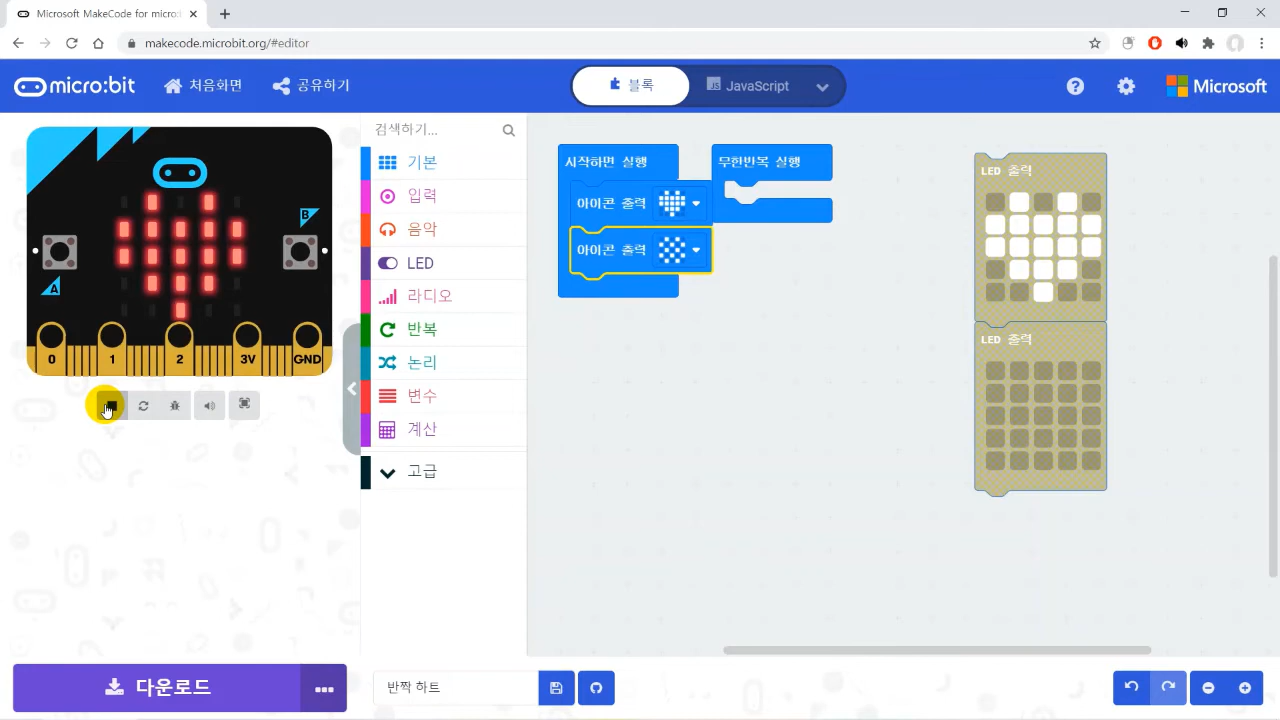 Microsoft MakeCode for micro:
makecode.microbit.org/#editor
micro:bit
처음화면
공유하기
블록
JavaScript
Microsoft
검색하기...
기본
입력
음악
LED
라디오
반복
논리
변수
계산
고급
B
A
0 1 2 3V GND
시작하면 실행
아이콘 출력
아이콘 출력
무한반복 실행
LED 출력
LED 출력
다운로드
반짝 하트